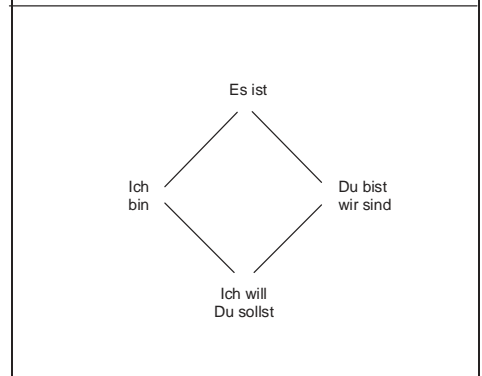 Es ist
Ich
bin
Du bist
wir sind
Ich will
Du sollst